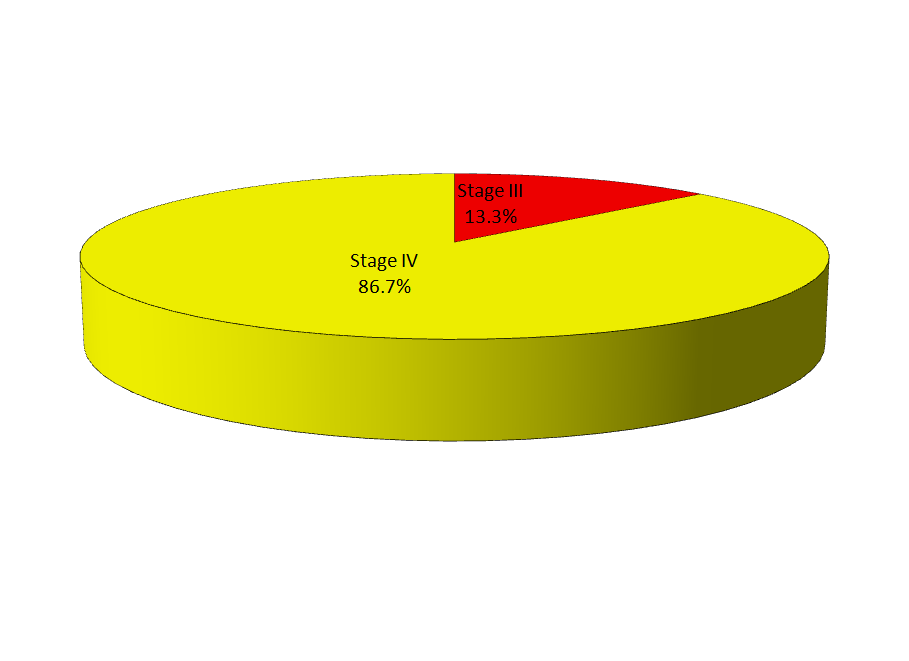 Stage III
13.3%
Stage IV
86.7%